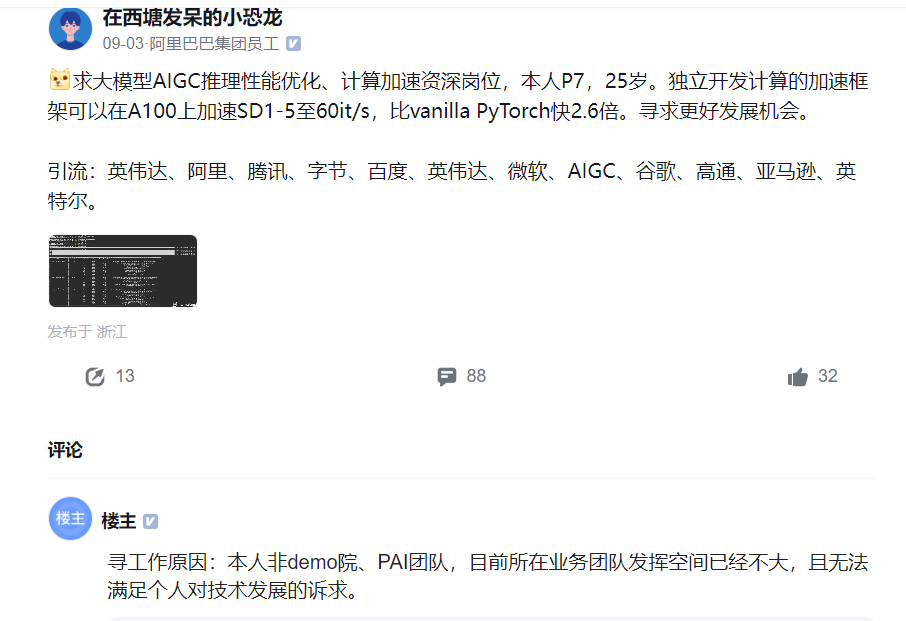 在西塘发呆的小恐龙
09-03·阿里巴巴集团员工
求大模型AIGC推理性能优化、计算加速资深岗位，本人P7，25岁。独立开发计算的加速框
架可以在A100上加速SD1-5至60it/s，比vanilla PyTorch快2.6倍。寻求更好发展机会。
引流：英伟达、阿里、腾讯、字节、百度、英伟达、微软、AIGC、谷歌、高通、亚马逊、英
特尔。
发布于 浙江
13
88
32
评论
楼主
楼主
寻工作原因：本人非demo院、PAI团队，目前所在业务团队发挥空间已经不大，且无法
满足个人对技术发展的诉求。